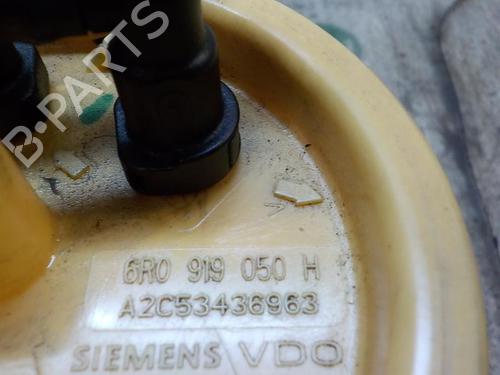 B-PARTS
6R0 919 050 H
A2C53436963
SIEMENS VDO